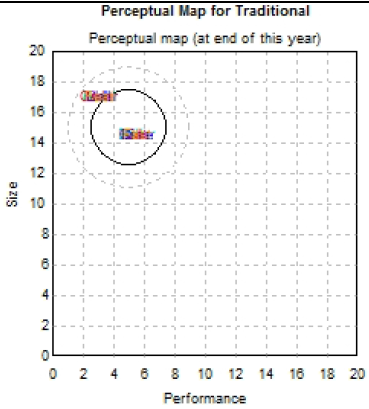 Perceptual Map for Traditional
Perceptual map (at end of this year)
20
18
16
14
12
10
8
6
4
2
0
Size
0 2 4 6 8 10 12 14 16 18 20
Performance